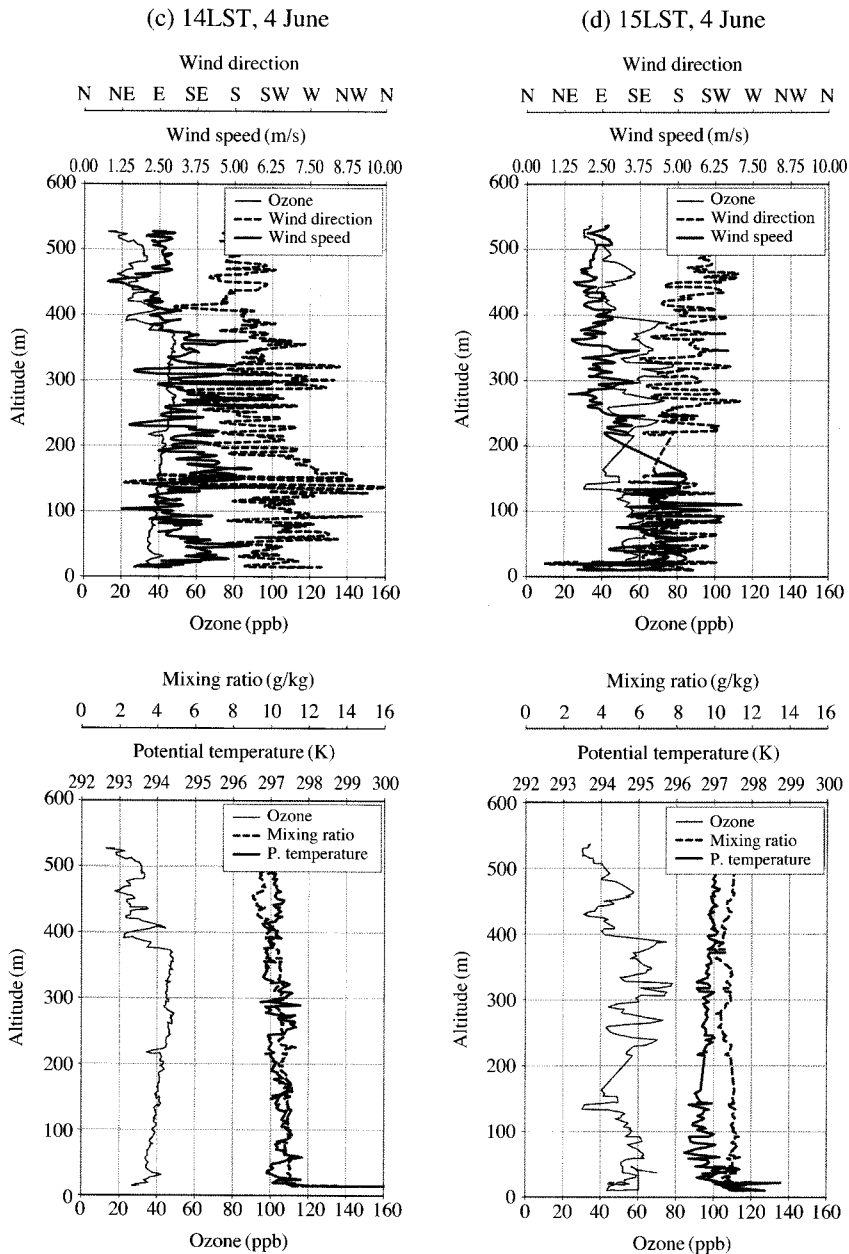 (c) 14LST, 4 June
Wind direction
N NE E SE S SW W NW N
Wind speed (m/s)
0.00 1.25 2.50 3.75 5.00 6.25 7.50 8.75 10.00
600
500
400
300
200
100
0
Altitude (m)
Ozone
Wind direction
Wind speed
0 20 40 60 80 100 120 140 160
Ozone (ppb)
(d) 15LST, 4 June
Wind direction
N NE E SE S SW W NW N
Wind speed (m/s)
0.00 1.25 2.50 3.75 5.00 6.25 7.50 8.75 10.00
600
500
400
300
200
100
0
Altitude (m)
Ozone
Wind direction
Wind speed
0 20 40 60 80 100 120 140 160
Ozone (ppb)
Mixing ratio (g/kg)
0 2 4 6 8 10 11 14 16
Potential temperature (K)
292 293 294 295 296 297 298 299 300
600
500
400
300
200
100
0
Altitude (m)
Ozone
Mixing ratio
P. temperature
0 20 40 60 80 100 120 140 160
Ozone (ppb)
Mixing ratio (g/kg)
0 2 4 6 8 10 11 14 16
Potential temperature (K)
292 293 294 295 296 297 298 299 300
600
500
400
300
200
100
0
Altitude (m)
Ozone
Mixing ratio
P. temperature
0 20 40 60 80 100 120 140 160
Ozone (ppb)